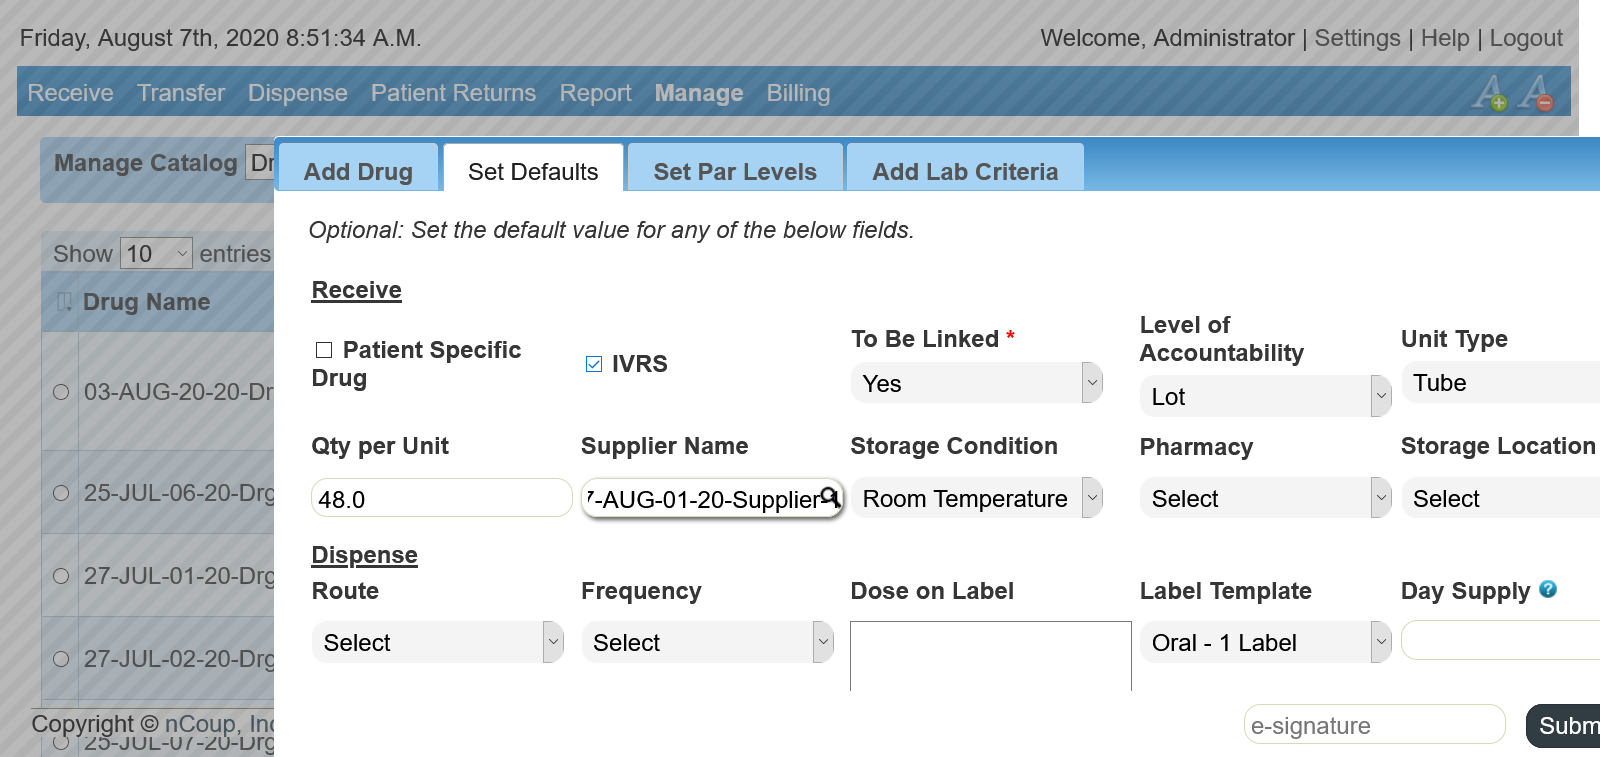 Friday, August 7th, 2020 8:51:34 A.M.
Welcome, Administrator | Settings | Help | Logout
Receive Transfer Dispense Patient Returns Report Manage Billing
Manage Catalog
Add Drug Set Defaults Set Par Levels Add Lab Criteria
Optional: Set the default value for any of the below fields.
Show 10 entries
Drug Name
Receive
Patient Specific Drug
IVRS
To Be Linked *
Yes
Level of Accountability
Lot
Unit Type
Tube
03-AUG-20-20-Dr
Qty per Unit
48.0
Supplier Name
7-AUG-01-20-Supplier-1
Storage Condition
Room Temperature
Pharmacy
Select
Storage Location
Select
25-JUL-06-20-Drg
Dispense
27-JUL-01-20-Drg
Route
Select
Frequency
Select
Dose on Label
Label Template
Oral - 1 Label
Day Supply ?
27-JUL-02-20-Drg
Copyright © nCoup, Inc
25-JUL-07-20-Drg
e-signature
Subm